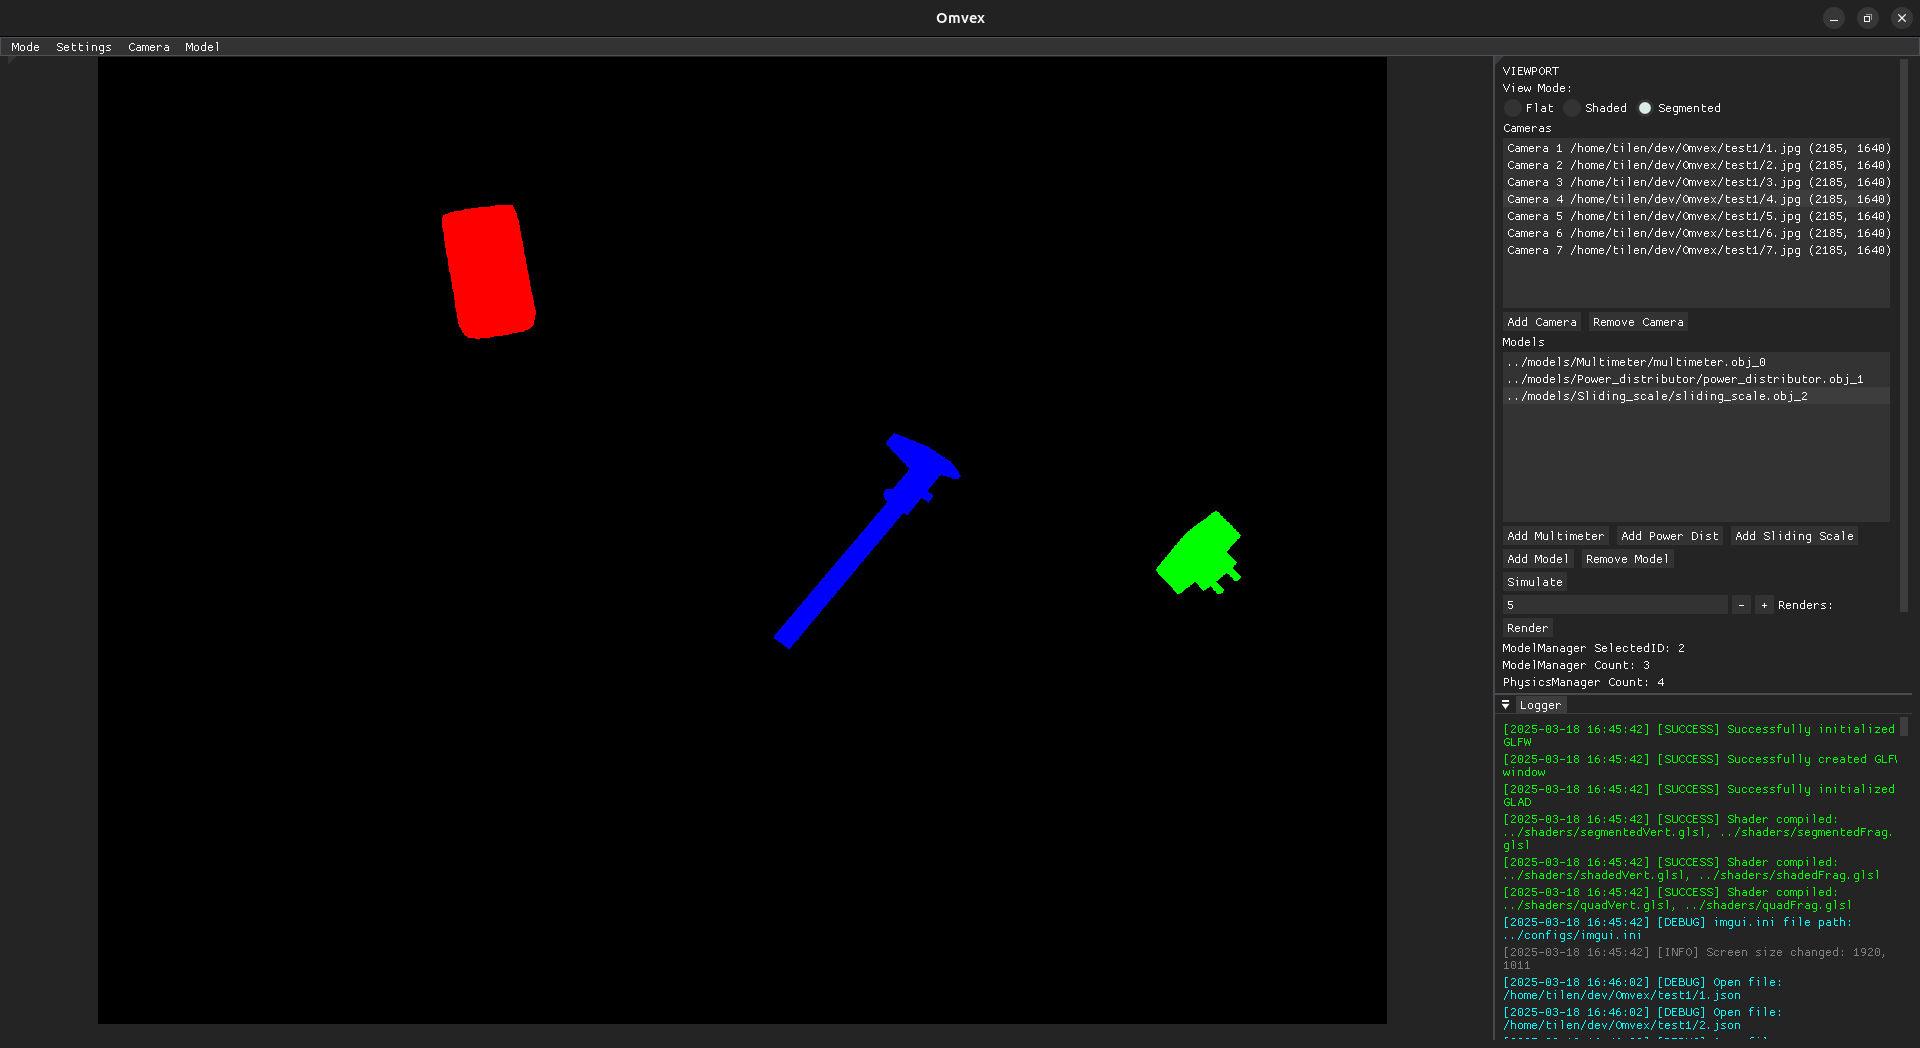 Omvex
Mode Settings Camera Model
VIEWPORT
View Mode:
Flat Shaded Segmented
Cameras
Camera 1 /home/tilen/dev/Omvex/test1/1.jpg (2185, 1640)
Camera 2 /home/tilen/dev/Omvex/test1/2.jpg (2185, 1640)
Camera 3 /home/tilen/dev/Omvex/test1/3.jpg (2185, 1640)
Camera 4 /home/tilen/dev/Omvex/test1/4.jpg (2185, 1640)
Camera 5 /home/tilen/dev/Omvex/test1/5.jpg (2185, 1640)
Camera 6 /home/tilen/dev/Omvex/test1/6.jpg (2185, 1640)
Camera 7 /home/tilen/dev/Omvex/test1/7.jpg (2185, 1640)
Add Camera Remove Camera
Models
../models/Multimeter/multimeter.obj_0
../models/Power_distributor/power_distributor.obj_1
../models/Sliding_scale/sliding_scale.obj_2
Add Multimeter Add Power Dist Add Sliding Scale
Add Model Remove Model
Simulate
5 - + Renders:
Render
ModelManager SelectedID: 2
ModelManager Count: 3
PhysicsManager Count: 4
Logger
[2025-03-18 16:45:42] [SUCCESS] Successfully initialized
GLFW
[2025-03-18 16:45:42] [SUCCESS] Successfully created GLFW
window
[2025-03-18 16:45:42] [SUCCESS] Successfully initialized
GLAD
[2025-03-18 16:45:42] [SUCCESS] Shader compiled:
../shaders/segmentedVert.glsl, ../shaders/segmentedFrag.
glsl
[2025-03-18 16:45:42] [SUCCESS] Shader compiled:
../shaders/shadedVert.glsl, ../shaders/shadedFrag.glsl
[2025-03-18 16:45:42] [SUCCESS] Shader compiled:
../shaders/quadVert.glsl, ../shaders/quadFrag.glsl
[2025-03-18 16:45:42] [DEBUG] imgui.ini file path:
../configs/imgui.ini
[2025-03-18 16:45:42] [INFO] Screen size changed: 1920,
1011
[2025-03-18 16:46:02] [DEBUG] Open file:
/home/tilen/dev/Omvex/test1/1.json
[2025-03-18 16:46:02] [DEBUG] Open file:
/home/tilen/dev/Omvex/test1/2.json